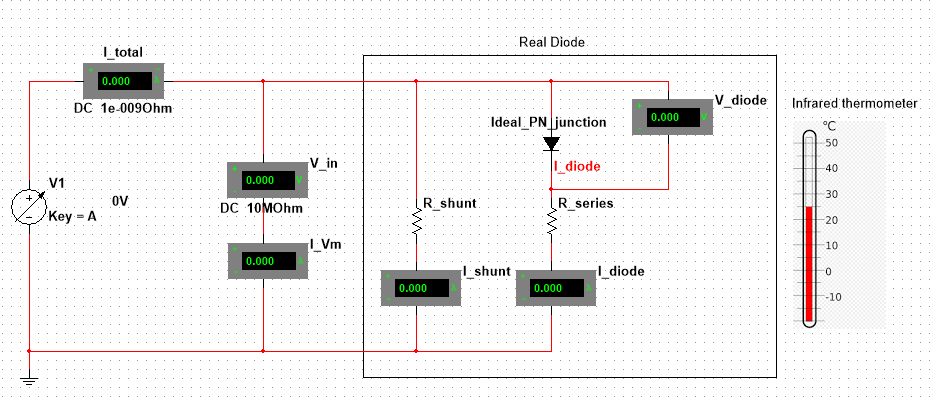 Real Diode
I_total
0.000 A
DC 1e-009Ohm
V_in
0.000 V
DC 10MOhm
I_Vm
0.000 A
V1
Key = A
0V
Ideal_PN_junction
I_diode
V_diode
0.000 V
R_shunt
R_series
I_shunt
0.000 A
I_diode
0.000 A
Infrared thermometer
°C
50
40
30
20
10
0
-10